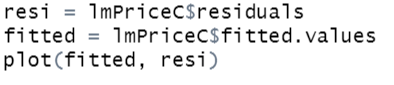 resi = lmPriceC$residuals
fitted = lmPriceC$fitted.values
plot(fitted, resi)